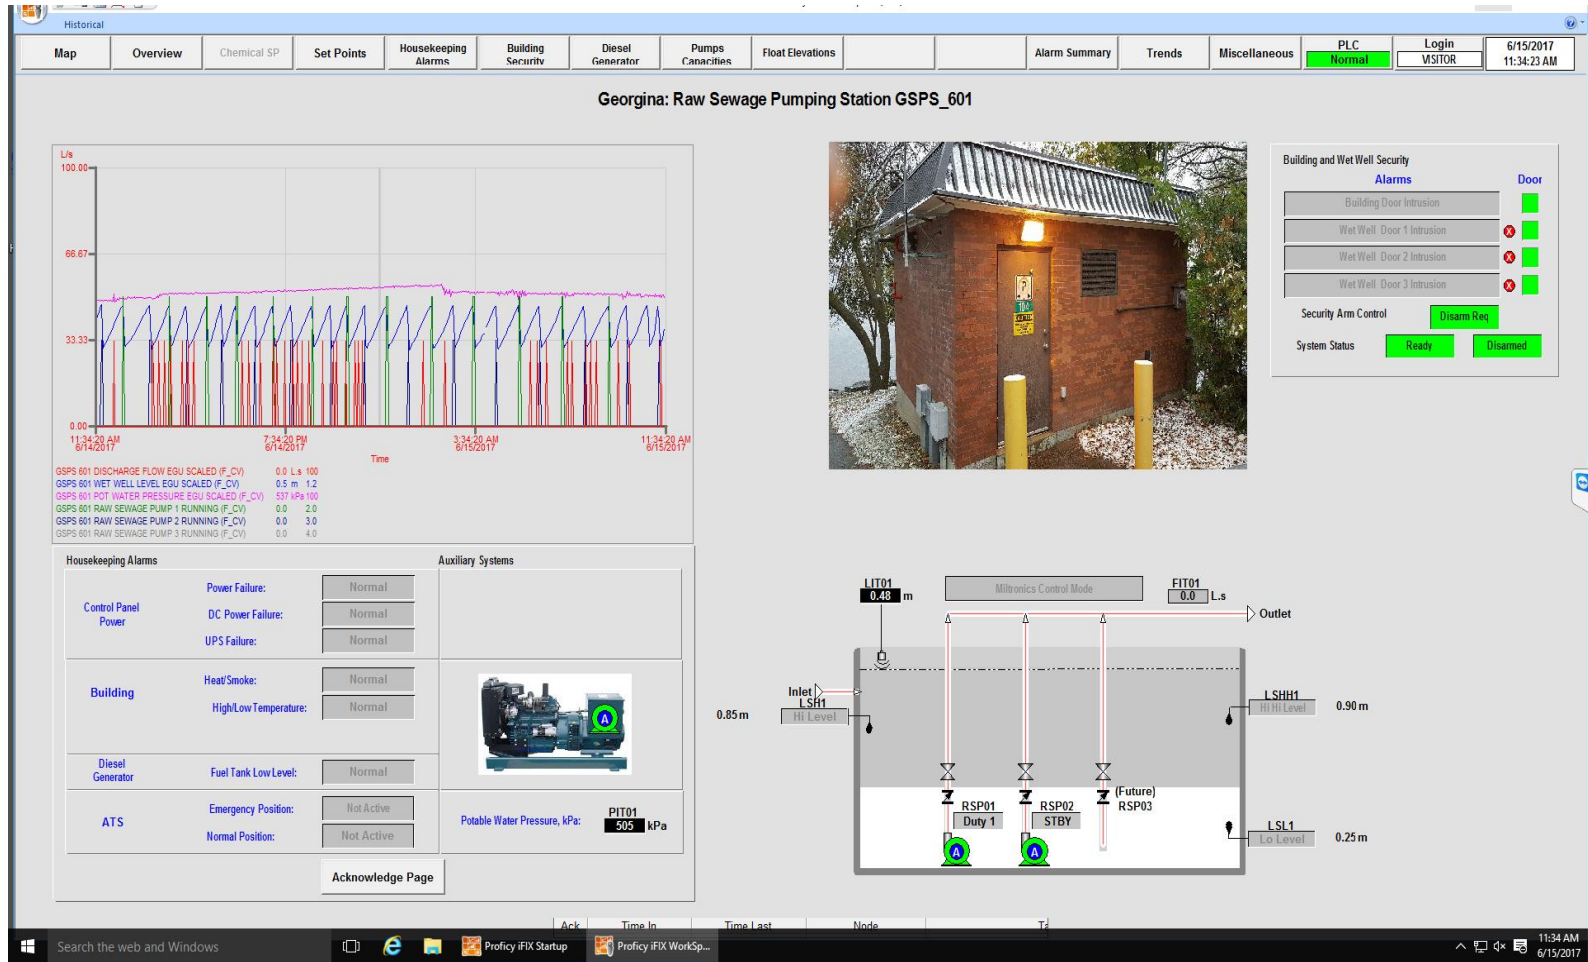 Historical
Map
Overview
Chemical SP
Set Points
Housekeeping Alarms
Building Security
Diesel Generator
Pumps Capacities
Float Elevations
Alarm Summary
Trends
Miscellaneous
PLC
Normal
Login
VISITOR
6/15/2017
11:34:23 AM
Georgina: Raw Sewage Pumping Station GSPS_601
L/s
100.00
66.67
33.33
0.00
11:34:20 AM
6/14/2017
7:34:20 PM
6/14/2017
3:34:20 AM
6/15/2017
11:34:20 AM
6/15/2017
Time
GSPS 601 DISCHARGE FLOW EGU SCALED (F_CV) 0.0 L.s 100
GSPS 601 WET WELL LEVEL EGU SCALED (F_CV) 0.5 m 1.2
GSPS 601 POT WATER PRESSURE EGU SCALED (F_CV) 537 kPa 100
GSPS 601 RAW SEWAGE PUMP 1 RUNNING (F_CV) 0.0 2.0
GSPS 601 RAW SEWAGE PUMP 2 RUNNING (F_CV) 0.0 3.0
GSPS 601 RAW SEWAGE PUMP 3 RUNNING (F_CV) 0.0 4.0
Building and Wet Well Security
Alarms
Door
Building Door Intrusion
Wet Well Door 1 Intrusion
Wet Well Door 2 Intrusion
Wet Well Door 3 Intrusion
Security Arm Control
Disarm Req
System Status
Ready
Disarmed
Housekeeping Alarms
Auxiliary Systems
Control Panel
Power
Power Failure:
Normal
DC Power Failure:
Normal
UPS Failure:
Normal
Building
Heat/Smoke:
Normal
High/Low Temperature:
Normal
A
Diesel
Generator
Fuel Tank Low Level:
Normal
ATS
Emergency Position:
Not Active
Normal Position:
Not Active
Potable Water Pressure, kPa:
PIT01
505 kPa
Acknowledge Page
LIT01
0.48 m
Miltronics Control Mode
FIT01
0.0 L.s
Outlet
Inlet
LSH1
Hi Level
0.85 m
LSHH1
Hi Hi Level
0.90 m
RSP01
Duty 1
A
RSP02
STBY
A
(Future)
RSP03
LSL1
Lo Level
0.25 m
Ack
Time In
Time Last
Node
Search the web and Windows
Proficy iFIX Startup
Proficy iFIX WorkSp...
11:34 AM
6/15/2017